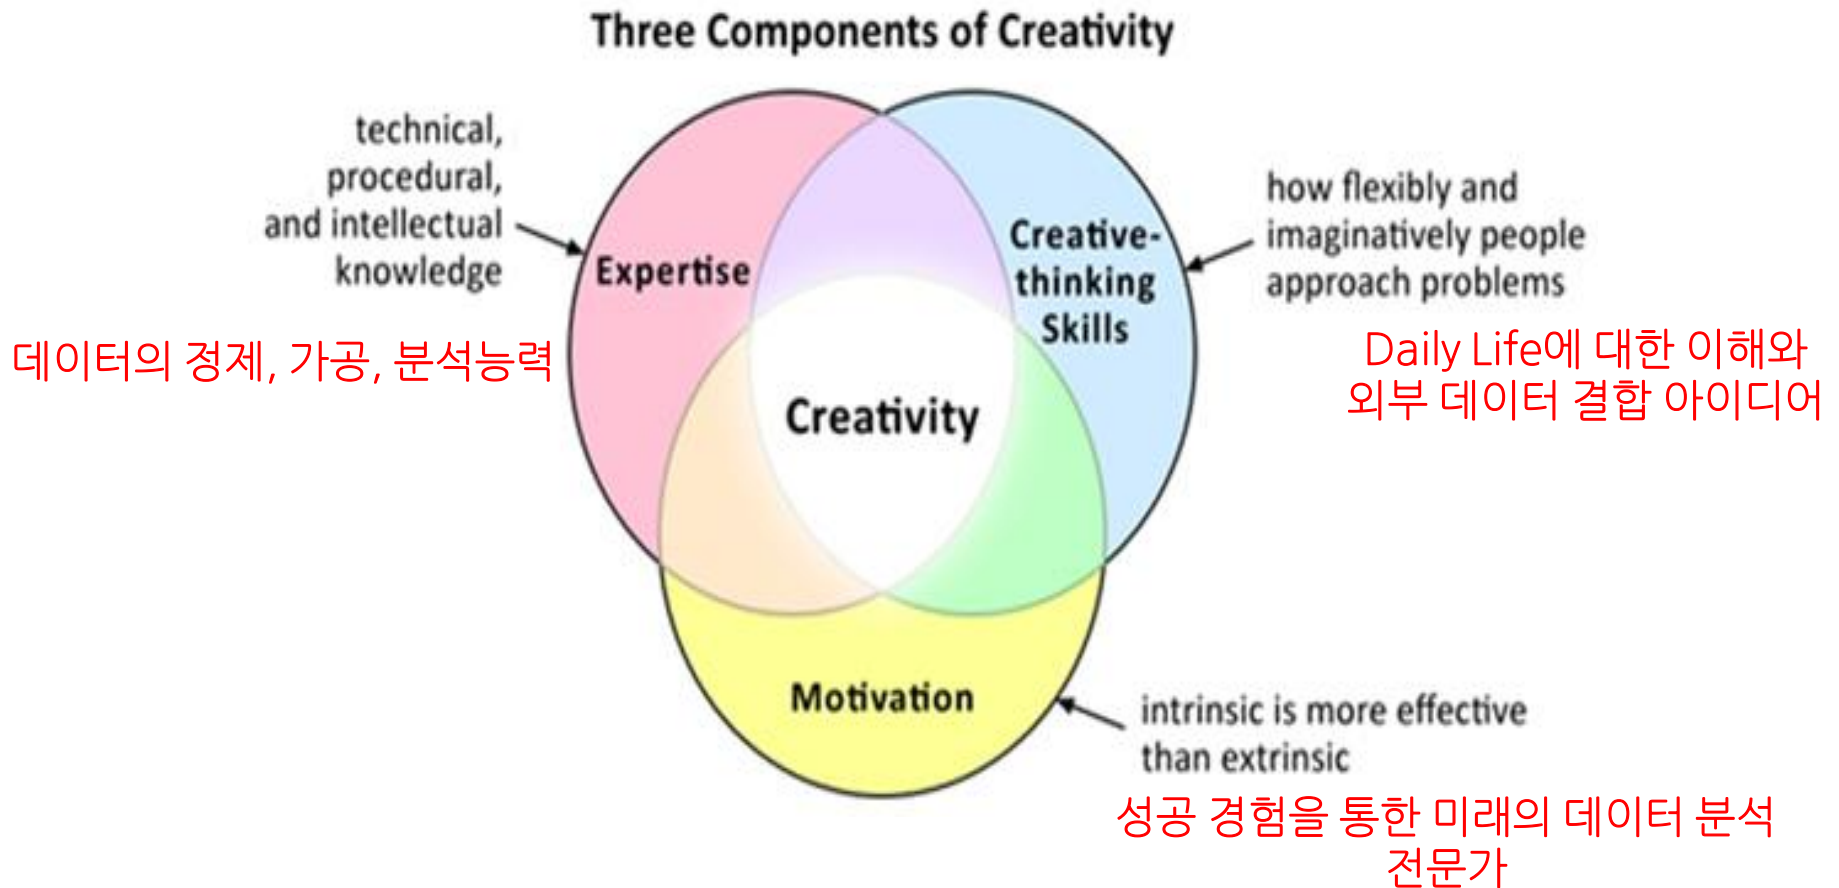 Three Components of Creativity
technical,
procedural,
and intellectual
knowledge
Expertise
데이터의 정제, 가공, 분석능력
Creative-
thinking
Skills
how flexibly and
imaginatively people
approach problems
Daily Life에 대한 이해와
외부 데이터 결합 아이디어
Creativity
Motivation
intrinsic is more effective
than extrinsic
성공 경험을 통한 미래의 데이터 분석
전문가